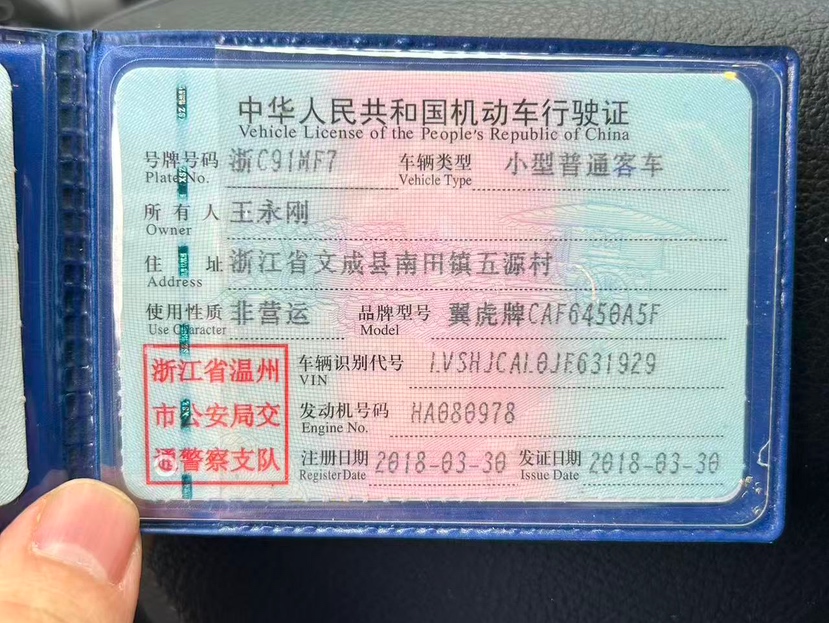 中华人民共和国机动车行驶证
Vehicle License of the People's Republic of China
号牌号码 浙C91MF7 车辆类型 小型普通客车
Plate No. Vehicle Type
所有人 王永刚
Owner
住址 浙江省文成县南田镇五源村
Address
使用性质 非营运 品牌型号 翼虎牌CAF6450A5F
Use Character Model
浙江省温州
市公安局交
通警察支队
车辆识别代号 LVSHJCAL0JE631929
VIN
发动机号码 HA080978
Engine No.
注册日期 2018-03-30 发证日期 2018-03-30
Register Date Issue Date